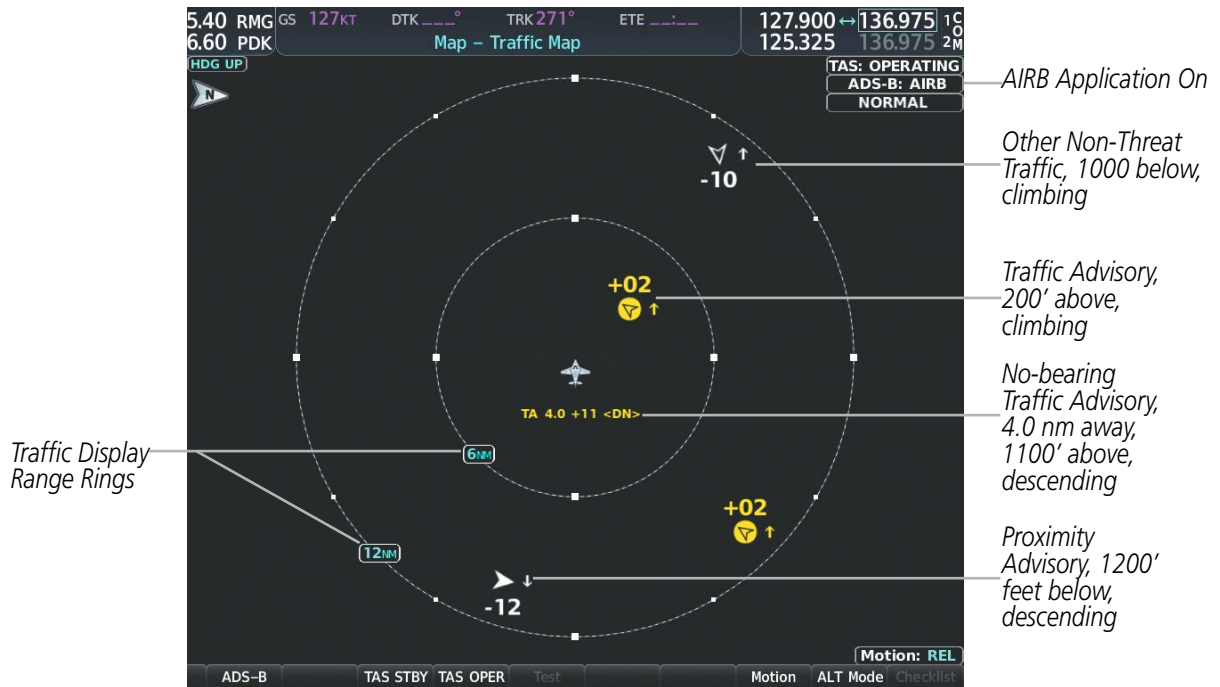 5.40 RMG GS 127KT DTK ___° TRK 271° ETE __:__ 127.900 ↔ 136.975 1 C
6.60 PDK Map – Traffic Map 125.325 136.975 2 O M
HDG UP
N
TAS: OPERATING
ADS-B: AIRB
NORMAL
AIRB Application On
-10
Other Non-Threat
Traffic, 1000 below,
climbing
+02
Traffic Advisory,
200’ above,
climbing
TA 4.0 +11 <DN>
No-bearing
Traffic Advisory,
4.0 nm away,
1100’ above,
descending
Traffic Display
Range Rings
6NM
12NM
+02
-12
Proximity
Advisory, 1200’
feet below,
descending
Motion: REL
ADS-B TAS STBY TAS OPER Test Motion ALT Mode Checklist